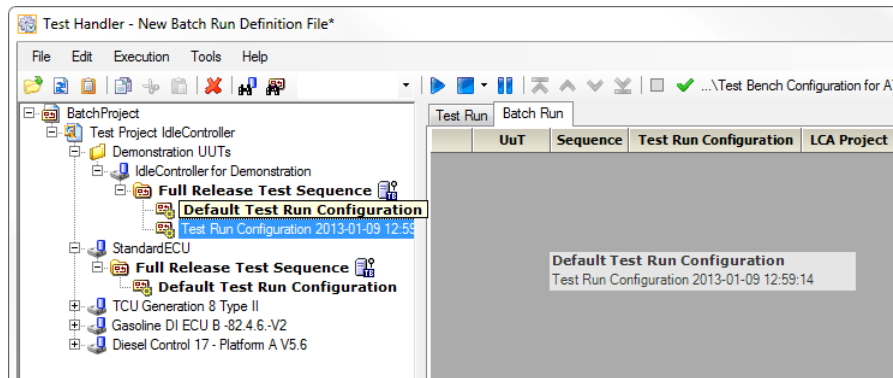 Test Handler - New Batch Run Definition File*
File Edit Execution Tools Help
...\Test Bench Configuration for A
BatchProject
Test Project IdleController
Demonstration UUTs
IdleController for Demonstration
Full Release Test Sequence
Default Test Run Configuration
Test Run Configuration 2013-01-09 12:59
StandardECU
Full Release Test Sequence
Default Test Run Configuration
TCU Generation 8 Type II
Gasoline DI ECU B -82.4.6.-V2
Diesel Control 17 - Platform A V5.6
Test Run Batch Run
UuT Sequence Test Run Configuration LCA Project
Default Test Run Configuration
Test Run Configuration 2013-01-09 12:59:14